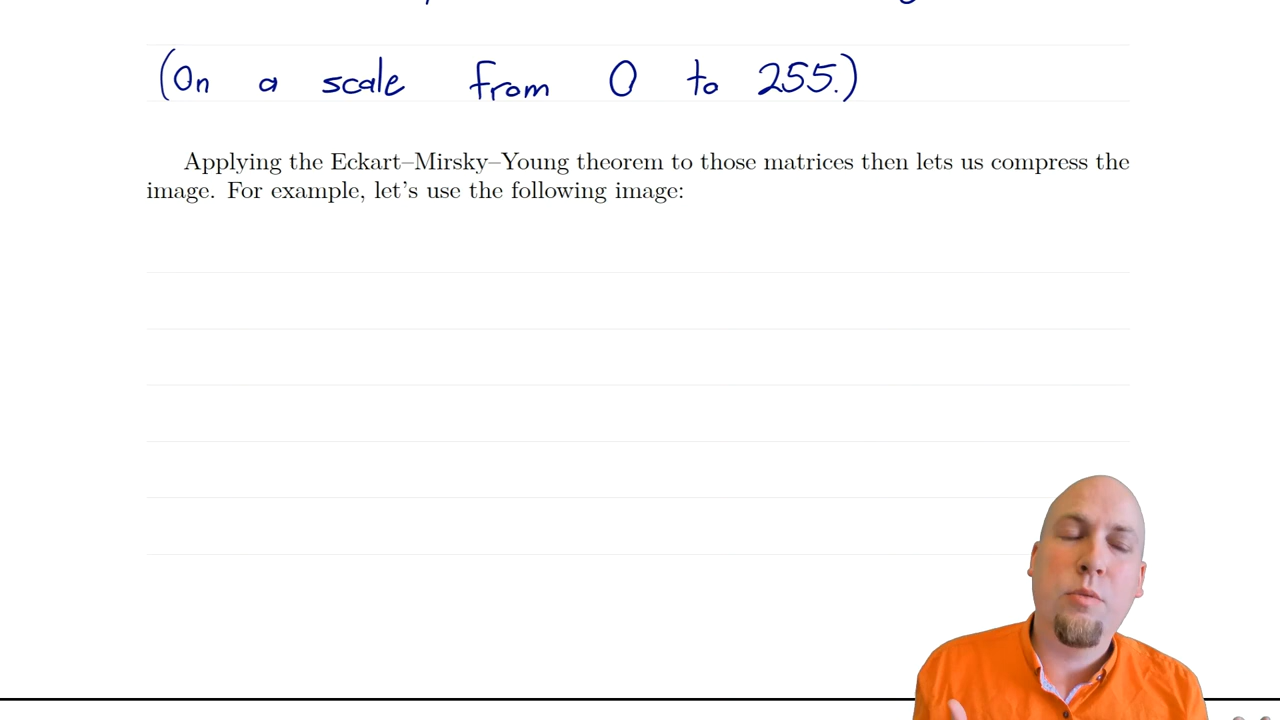 (On a scale from 0 to 255.)
Applying the Eckart–Mirsky–Young theorem to those matrices then lets us compress the
image. For example, let's use the following image: